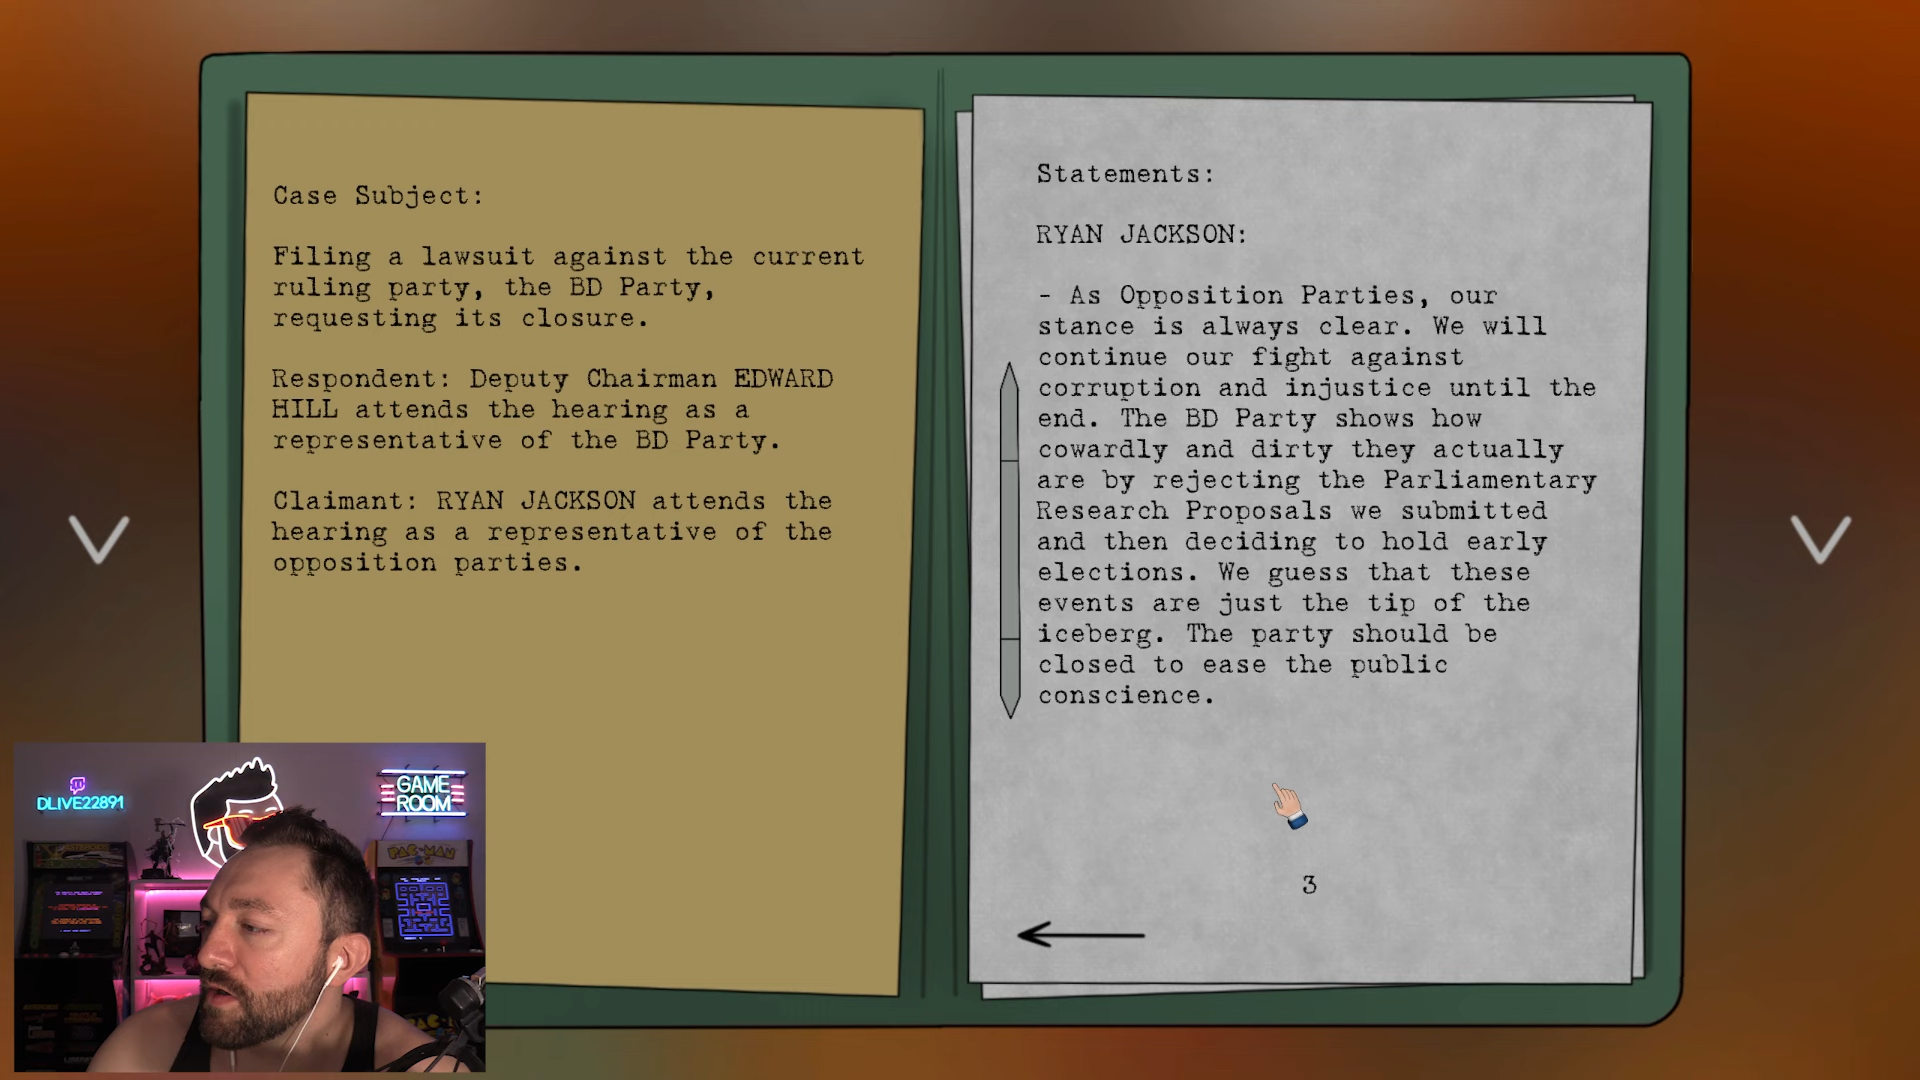 Case Subject:
Filing a lawsuit against the current
ruling party, the BD Party,
requesting its closure.
Respondent: Deputy Chairman EDWARD
HILL attends the hearing as a
representative of the BD Party.
Claimant: RYAN JACKSON attends the
hearing as a representative of the
opposition parties.
Statements:
RYAN JACKSON:
- As Opposition Parties, our
stance is always clear. We will
continue our fight against
corruption and injustice until the
end. The BD Party shows how
cowardly and dirty they actually
are by rejecting the Parliamentary
Research Proposals we submitted
and then deciding to hold early
elections. We guess that these
events are just the tip of the
iceberg. The party should be
closed to ease the public
conscience.
3
DLIVE22891
GAME
ROOM
PAC-MAN